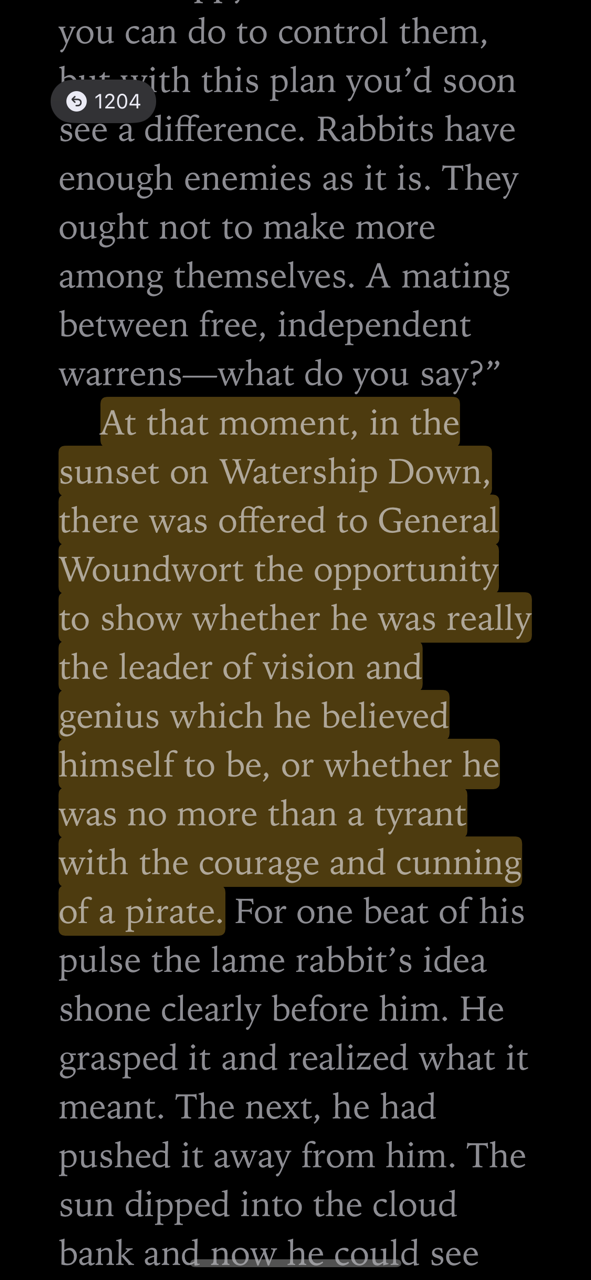 you can do to control them,
but with this plan you’d soon
1204
see a difference. Rabbits have
enough enemies as it is. They
ought not to make more
among themselves. A mating
between free, independent
warrens—what do you say?”
At that moment, in the
sunset on Watership Down,
there was offered to General
Woundwort the opportunity
to show whether he was really
the leader of vision and
genius which he believed
himself to be, or whether he
was no more than a tyrant
with the courage and cunning
of a pirate. For one beat of his
pulse the lame rabbit’s idea
shone clearly before him. He
grasped it and realized what it
meant. The next, he had
pushed it away from him. The
sun dipped into the cloud
bank and now he could see